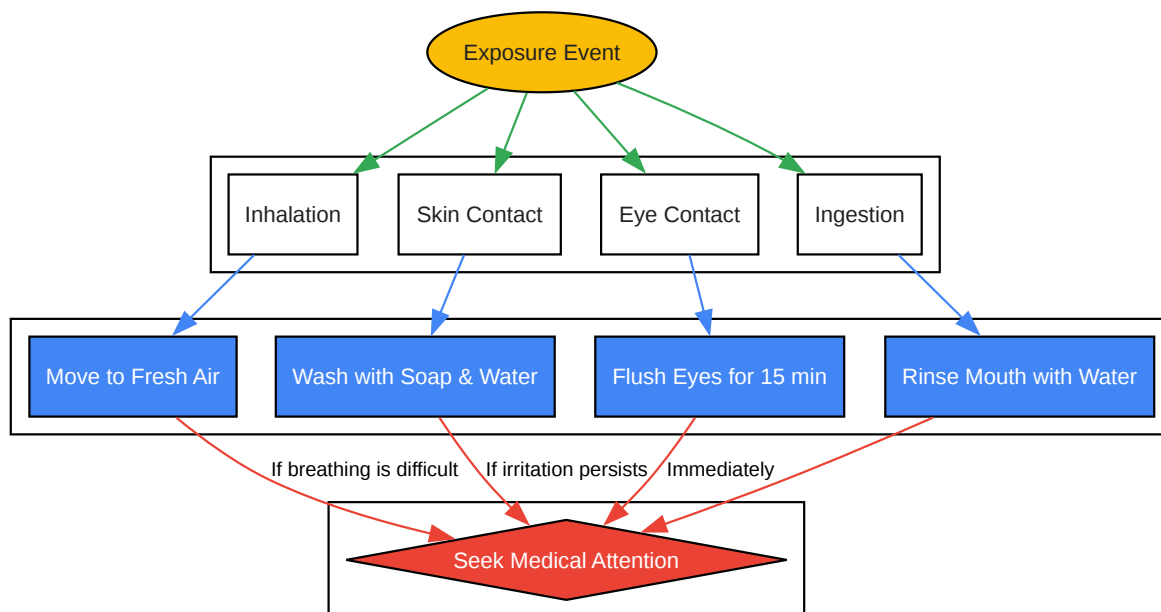 Exposure Event
Inhalation
Skin Contact
Eye Contact
Ingestion
Move to Fresh Air
Wash with Soap & Water
Flush Eyes for 15 min
Rinse Mouth with Water
If breathing is difficult
If irritation persists
Immediately
Seek Medical Attention